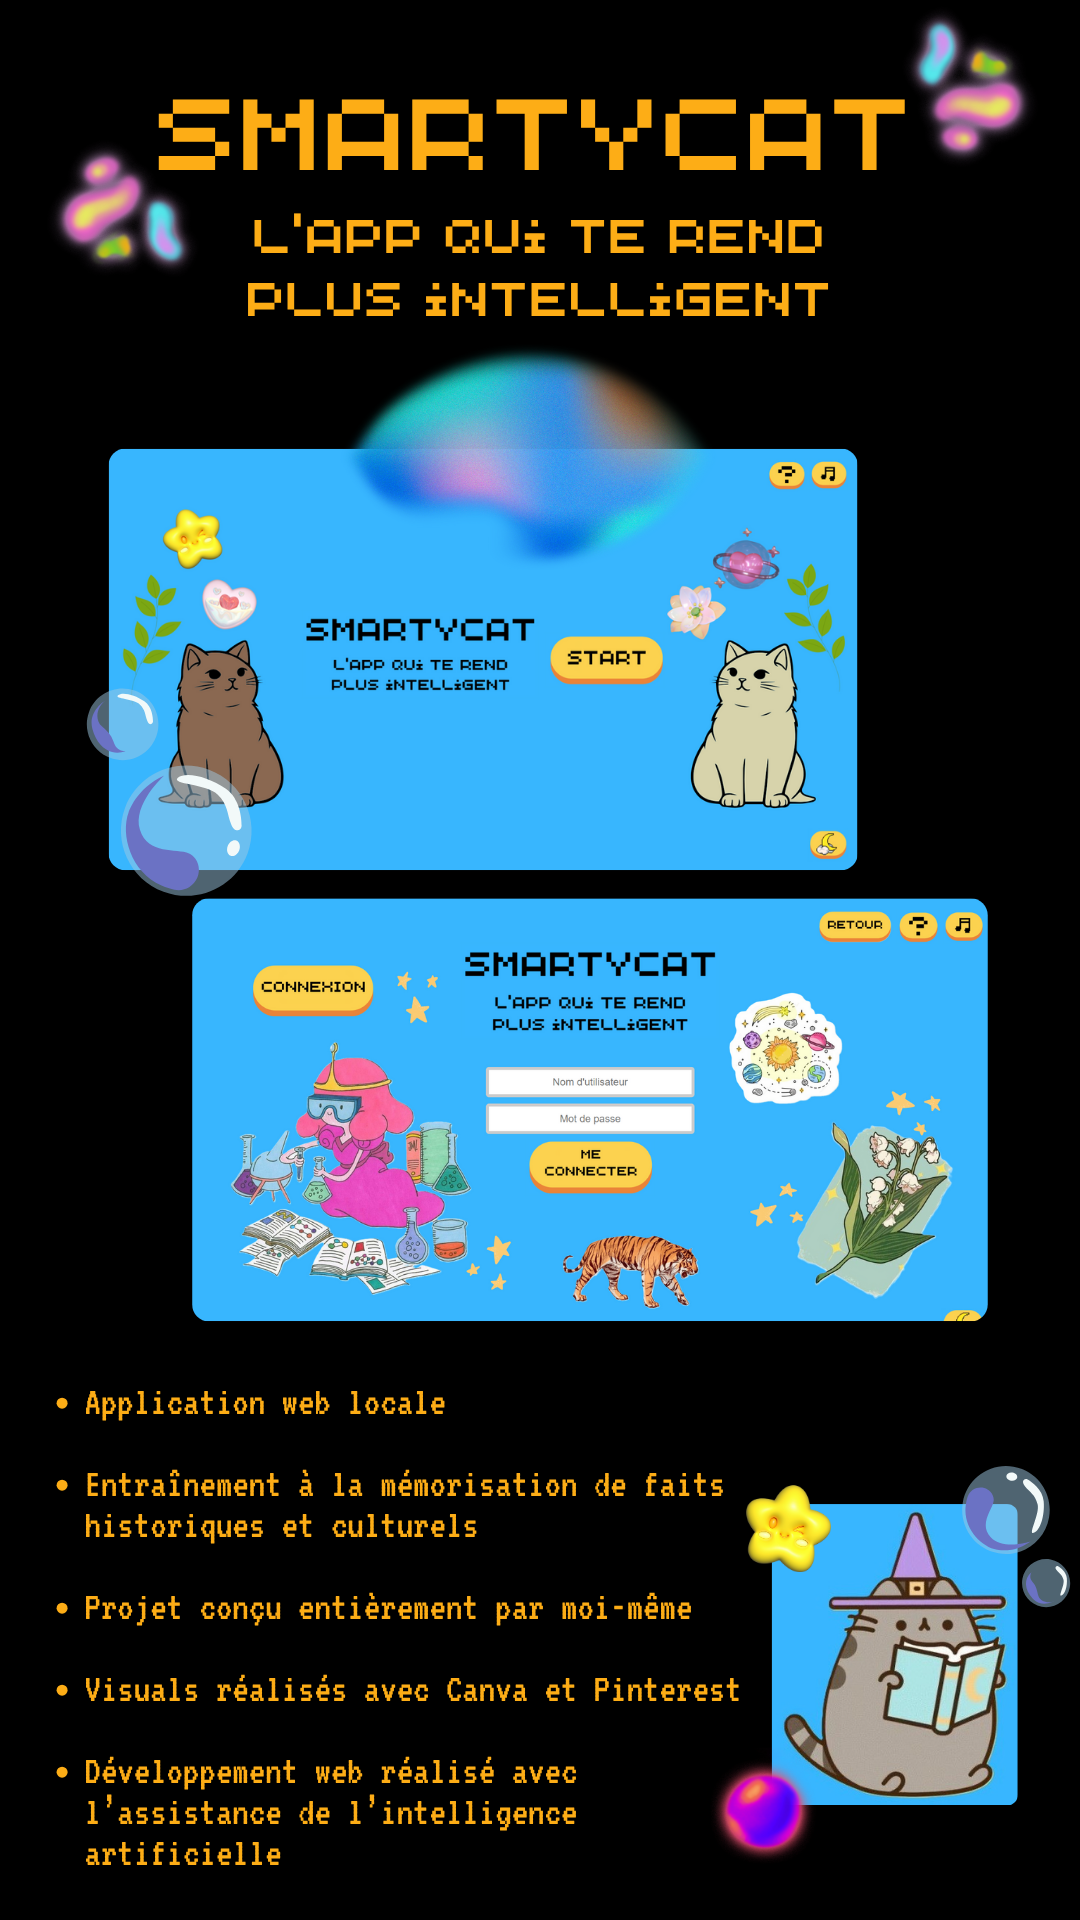 SMARTYCAT
L'APP QUi TE REND
PLUS iNTELLiGENT
?
SMARTYCAT
L'APP QUi TE REND
PLUS iNTELLiGENT
START
RETOUR
?
CONNEXION
SMARTYCAT
L'APP QUi TE REND
PLUS iNTELLiGENT
Nom d'utilisateur
Mot de passe
ME
CONNECTER
• Application web locale
• Entraînement à la mémorisation de faits
historiques et culturels
• Projet conçu entièrement par moi-même
• Visuals réalisés avec Canva et Pinterest
• Développement web réalisé avec
l'assistance de l'intelligence
artificielle